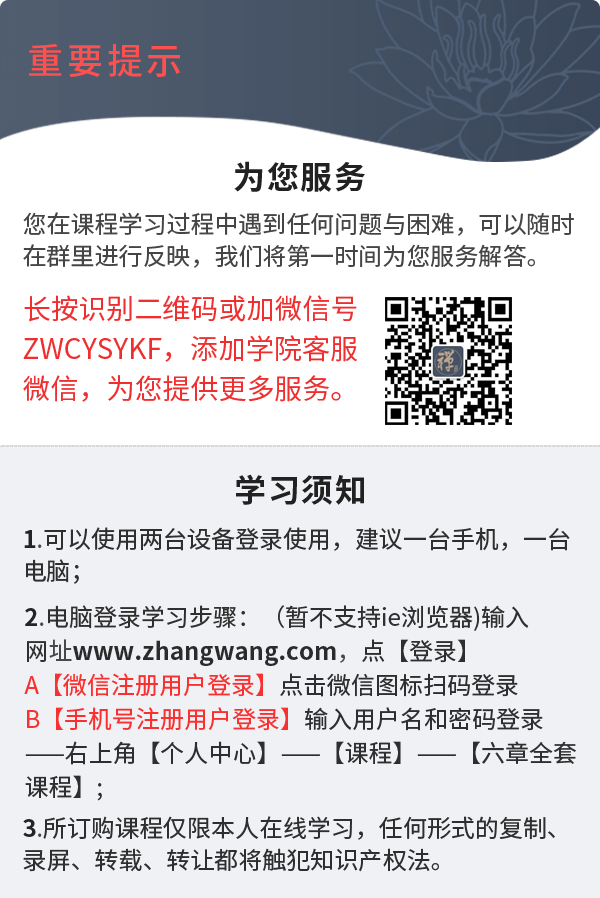 重要提示
为您服务
您在课程学习过程中遇到任何问题与困难，可以随时
在群里进行反映，我们将第一时间为您服务解答。
长按识别二维码或加微信号
ZWCYSYKF，添加学院客服
微信，为您提供更多服务。
禅
学习须知
1.可以使用两台设备登录使用，建议一台手机，一台
电脑；
2.电脑登录学习步骤：（暂不支持ie浏览器)输入
网址www.zhangwang.com，点【登录】
A【微信注册用户登录】点击微信图标扫码登录
B【手机号注册用户登录】输入用户名和密码登录
——右上角【个人中心】——【课程】——【六章全套
课程】;
3.所订购课程仅限本人在线学习，任何形式的复制、
录屏、转载、转让都将触犯知识产权法。